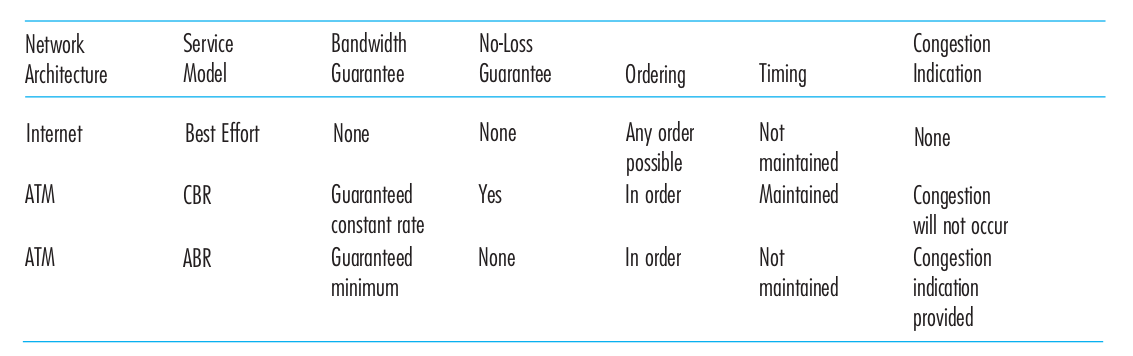 Network Architecture Service Model Bandwidth Guarantee No-Loss Guarantee Ordering Timing Congestion Indication
Internet Best Effort None None Any order possible Not maintained None
ATM CBR Guaranteed constant rate Yes In order Maintained Congestion will not occur
ATM ABR Guaranteed minimum None In order Not maintained Congestion indication provided